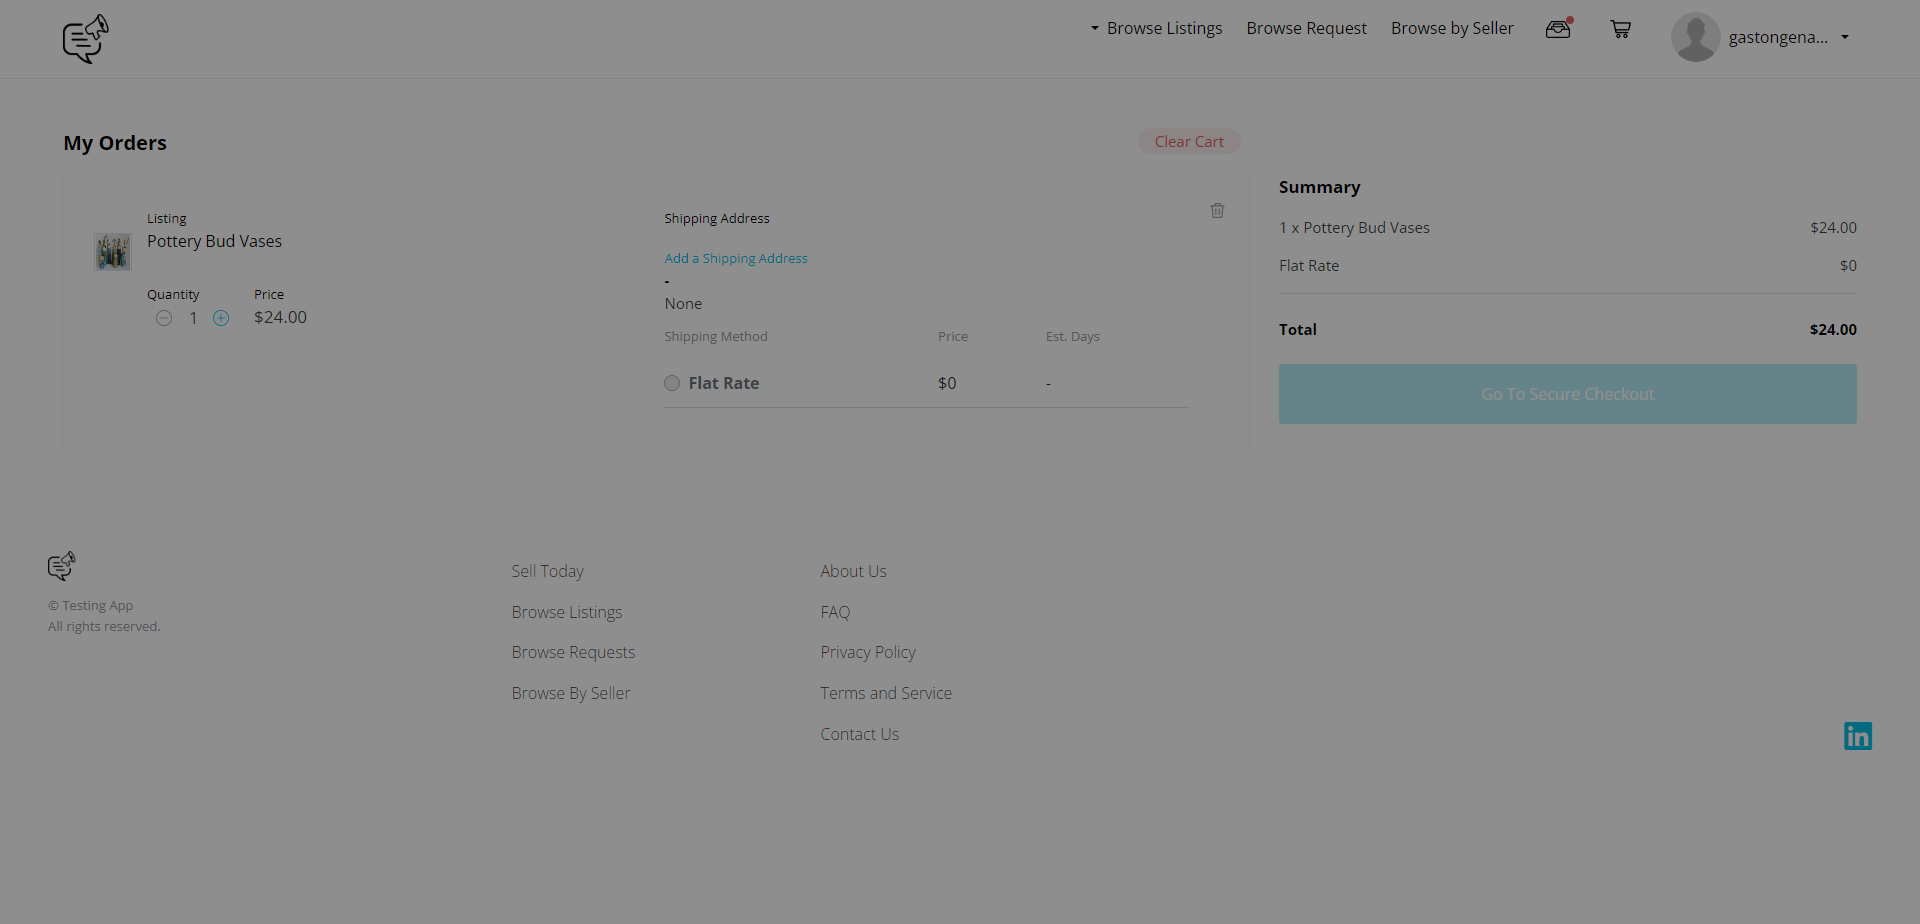 Browse Listings Browse Request Browse by Seller gastongena...
My Orders Clear Cart
Listing
Pottery Bud Vases
Quantity Price
1 $24.00
Shipping Address
Add a Shipping Address
-
None
Shipping Method Price Est. Days
Flat Rate $0 -
Summary
1 x Pottery Bud Vases $24.00
Flat Rate $0
Total $24.00
Go To Secure Checkout
© Testing App
All rights reserved.
Sell Today
Browse Listings
Browse Requests
Browse By Seller
About Us
FAQ
Privacy Policy
Terms and Service
Contact Us
in